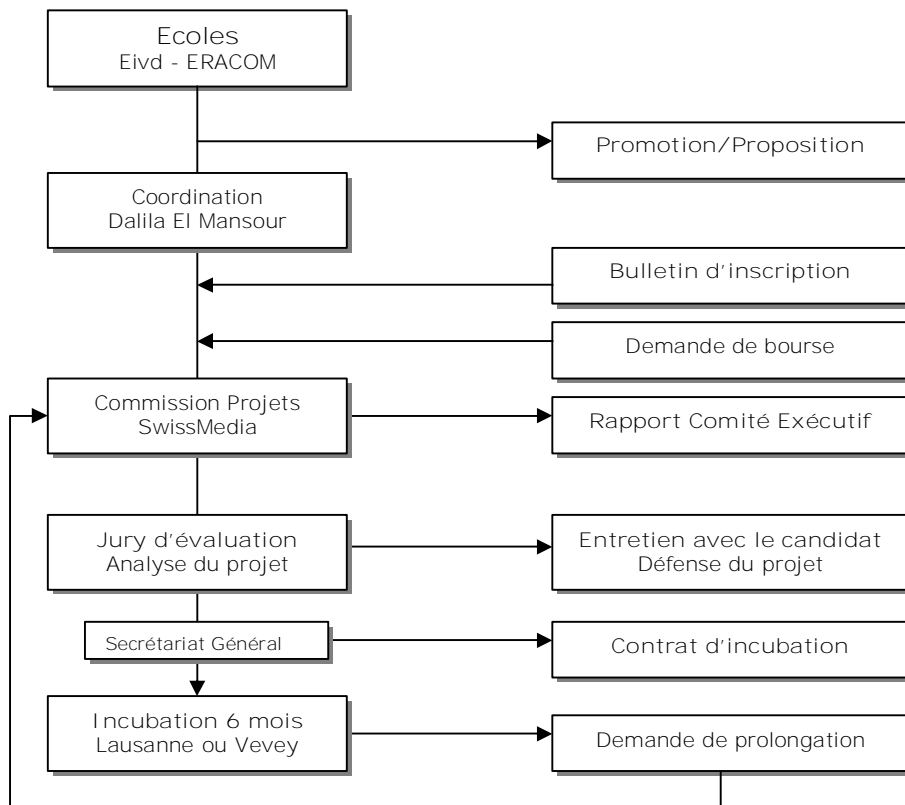 Ecoles
Eivd - ERACOM
Promotion/Proposition
Coordination
Dalila El Mansour
Bulletin d'inscription
Demande de bourse
Commission Projets
SwissMedia
Rapport Comité Exécutif
Jury d'évaluation
Analyse du projet
Entretien avec le candidat
Défense du projet
Secrétariat Général
Contrat d'incubation
Incubation 6 mois
Lausanne ou Vevey
Demande de prolongation